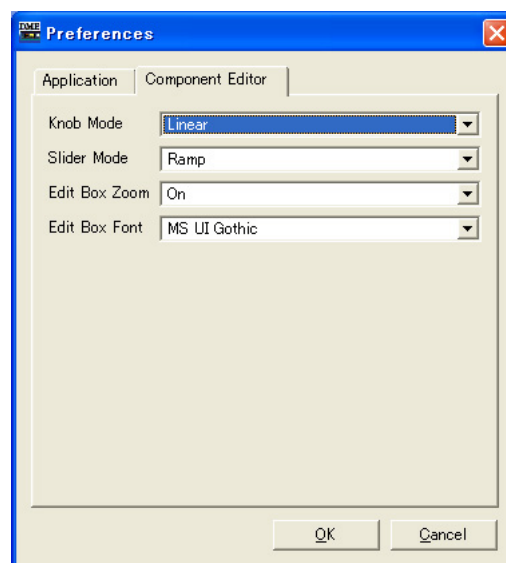 DME
Preferences
Application Component Editor
Knob Mode Linear
Slider Mode Ramp
Edit Box Zoom On
Edit Box Font MS UI Gothic
OK Cancel